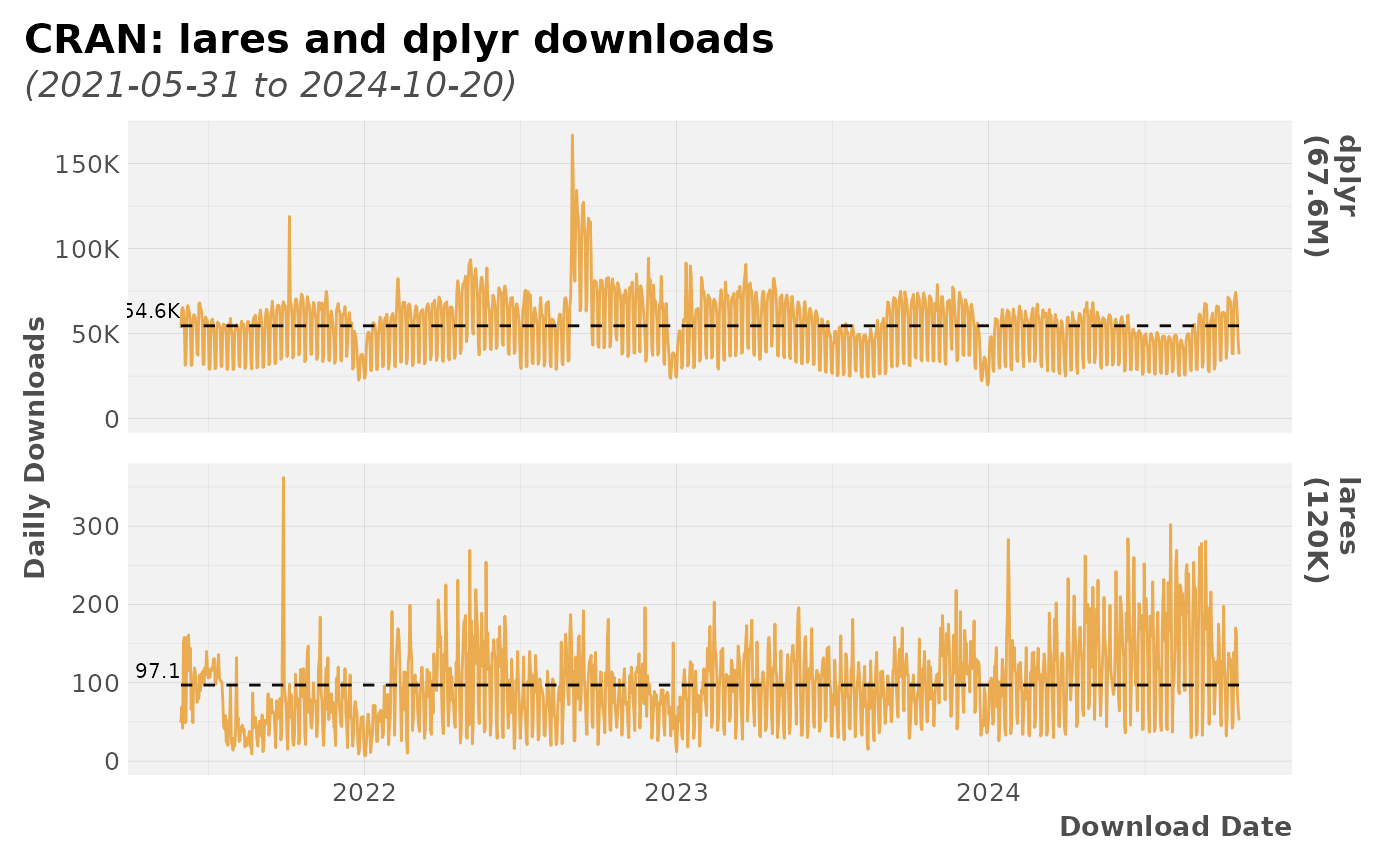 CRAN: lares and dplyr downloads
(2021-05-31 to 2024-10-20)
Dailly Downloads
150K
100K
50K
0
54.6K
dplyr
(67.6M)
300
200
100
0
97.1
lares
(120K)
2022
2023
2024
Download Date